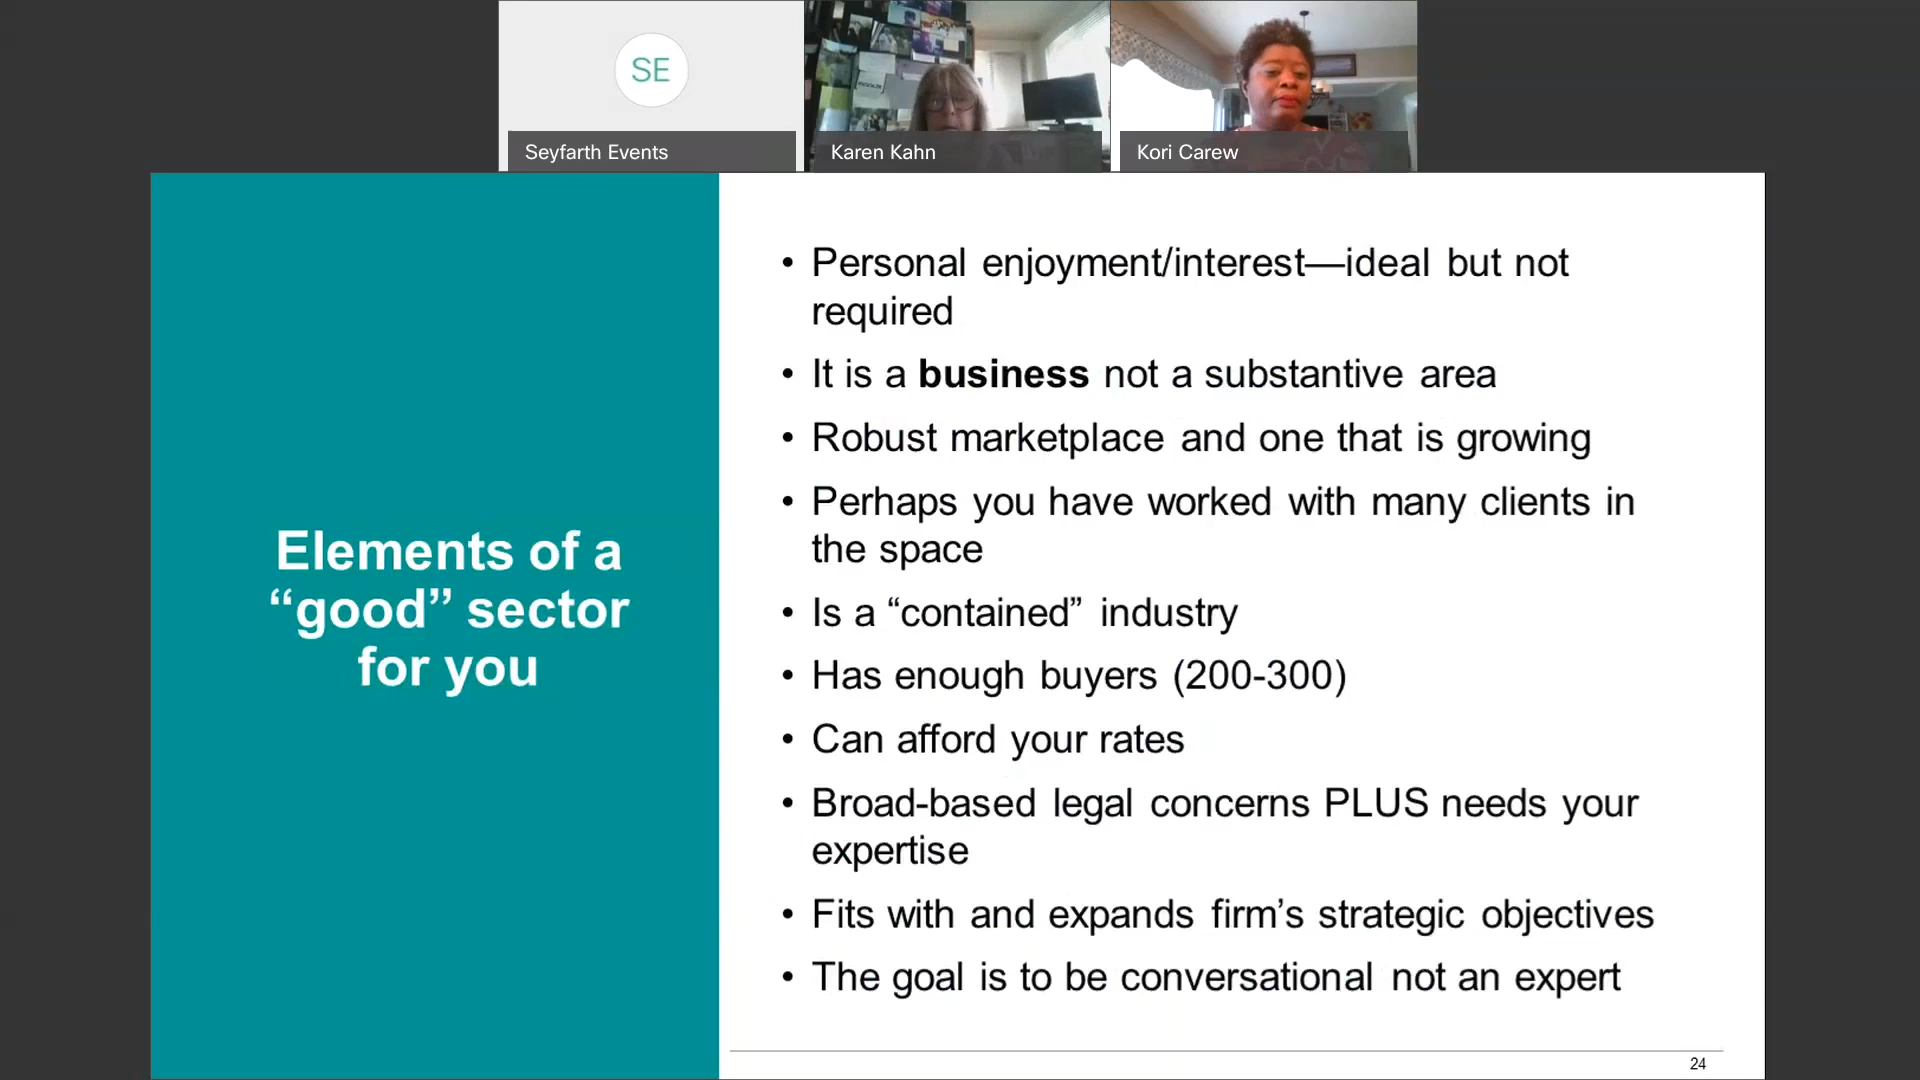 SE
Seyfarth Events
Karen Kahn
Kori Carew
Elements of a
“good” sector
for you
• Personal enjoyment/interest—ideal but not
required
• It is a business not a substantive area
• Robust marketplace and one that is growing
• Perhaps you have worked with many clients in
the space
• Is a “contained” industry
• Has enough buyers (200-300)
• Can afford your rates
• Broad-based legal concerns PLUS needs your
expertise
• Fits with and expands firm’s strategic objectives
• The goal is to be conversational not an expert
24